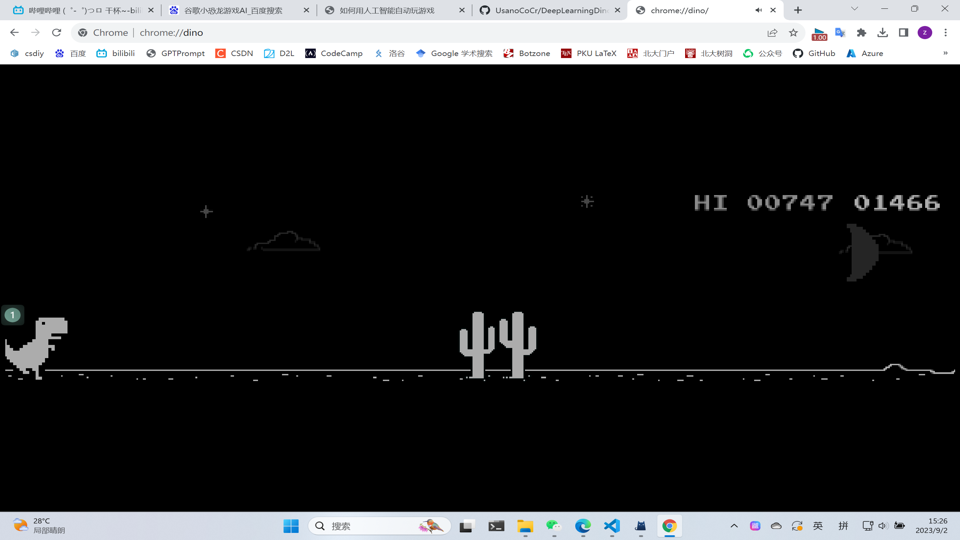 哔哩哔哩 (゜-゜)つロ 干杯~-bili
谷歌小恐龙游戏AI_百度搜索
如何用人工智能自动玩游戏
UsanoCoCr/DeepLearningDin
chrome://dino/
Chrome | chrome://dino
1.00
z
csdiy
百度
bilibili
GPTPrompt
CSDN
D2L
CodeCamp
洛谷
Google 学术搜索
Botzone
PKU LaTeX
北大门户
北大树洞
公众号
GitHub
Azure
»
HI 00747 01466
1
28°C
局部晴朗
搜索
英
拼
15:26
2023/9/2